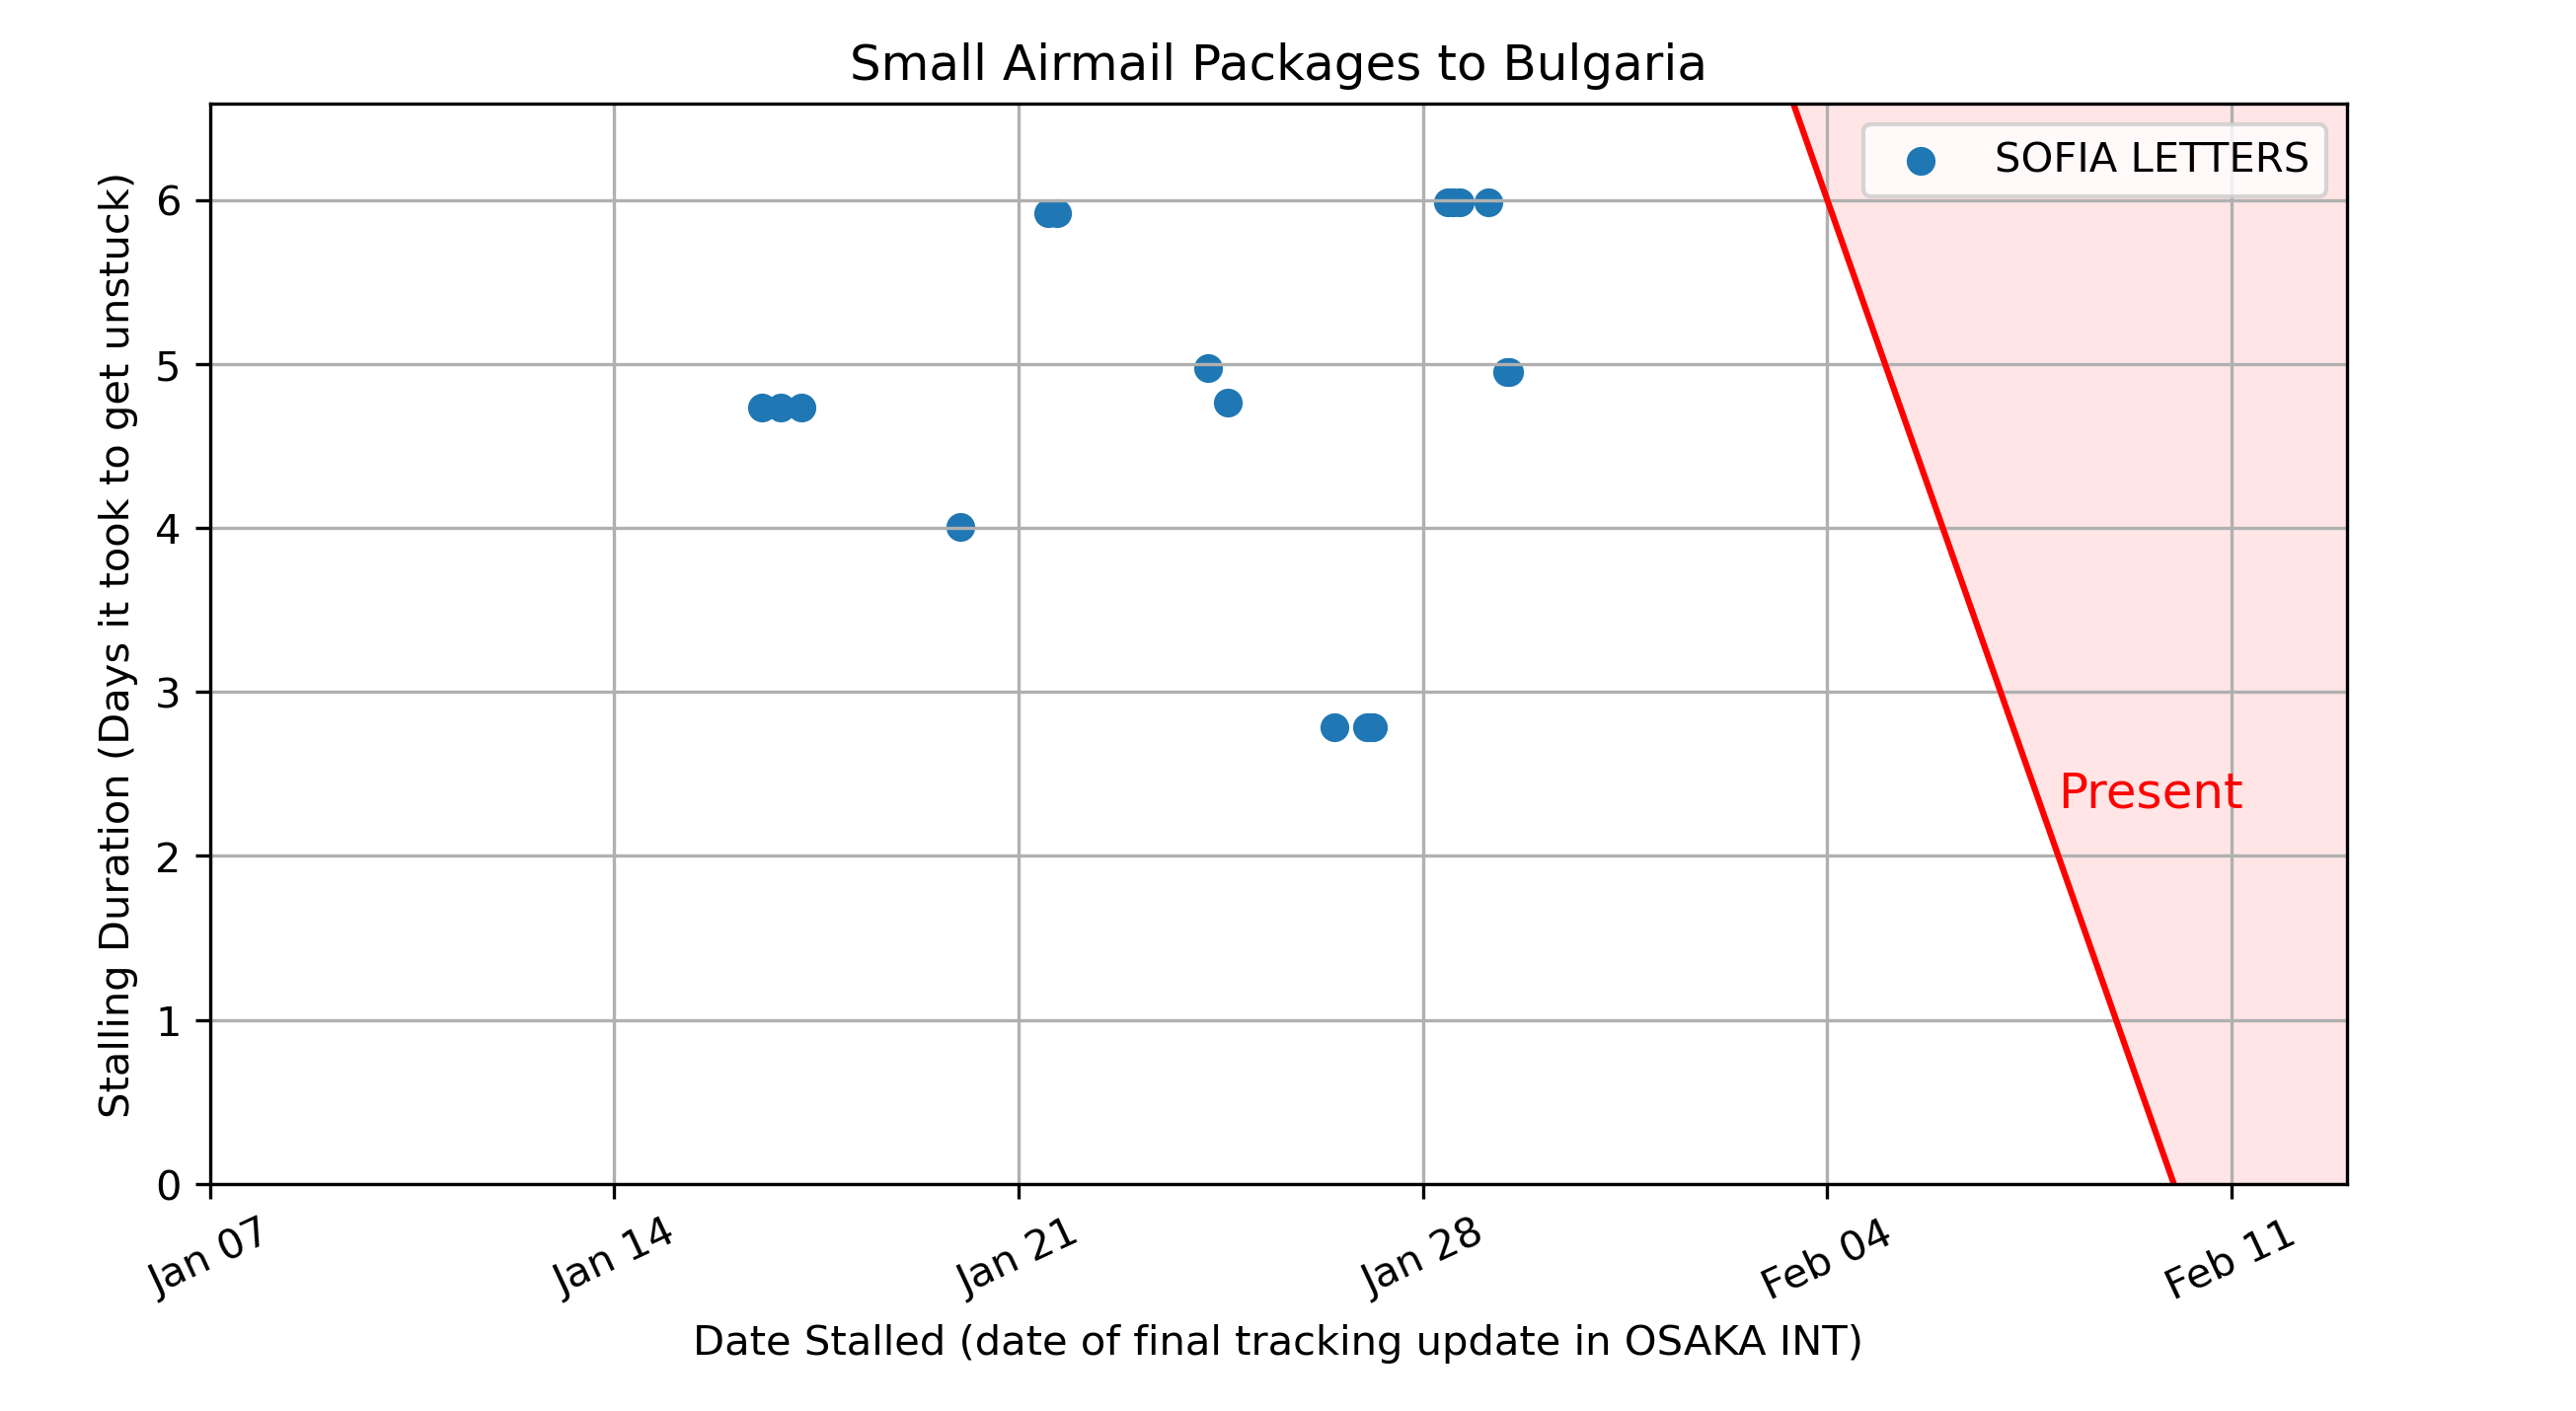 Small Airmail Packages to Bulgaria
SOFIA LETTERS
Stalling Duration (Days it took to get unstuck)
6
5
4
3
2
1
0
Present
Jan 07
Jan 14
Jan 21
Jan 28
Feb 04
Feb 11
Date Stalled (date of final tracking update in OSAKA INT)